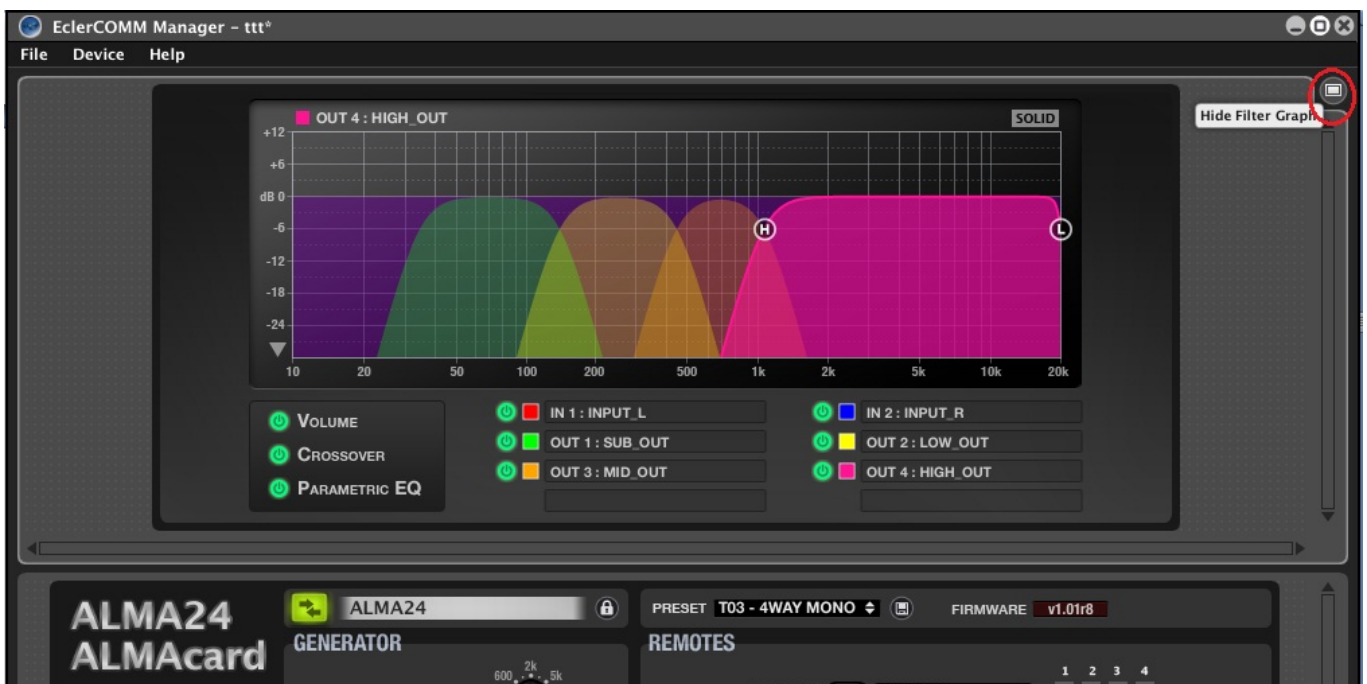 EclerCOMM Manager – ttt*
File Device Help
OUT 4 : HIGH_OUT SOLID
Hide Filter Graph
+12
+6
dB 0
-6
-12
-18
-24
H L
10 20 50 100 200 500 1k 2k 5k 10k 20k
VOLUME
CROSSOVER
PARAMETRIC EQ
IN 1 : INPUT_L IN 2 : INPUT_R
OUT 1 : SUB_OUT OUT 2 : LOW_OUT
OUT 3 : MID_OUT OUT 4 : HIGH_OUT
ALMA24
ALMAcard
ALMA24 PRESET T03 - 4WAY MONO FIRMWARE v1.01r8
GENERATOR REMOTES
600 2k 5k
1 2 3 4